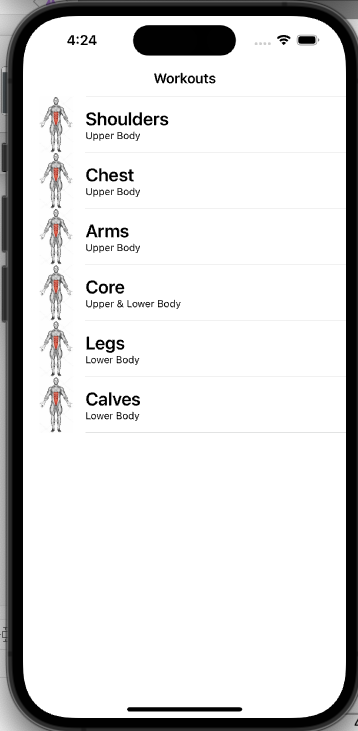 4:24
Workouts
Shoulders
Upper Body
Chest
Upper Body
Arms
Upper Body
Core
Upper & Lower Body
Legs
Lower Body
Calves
Lower Body